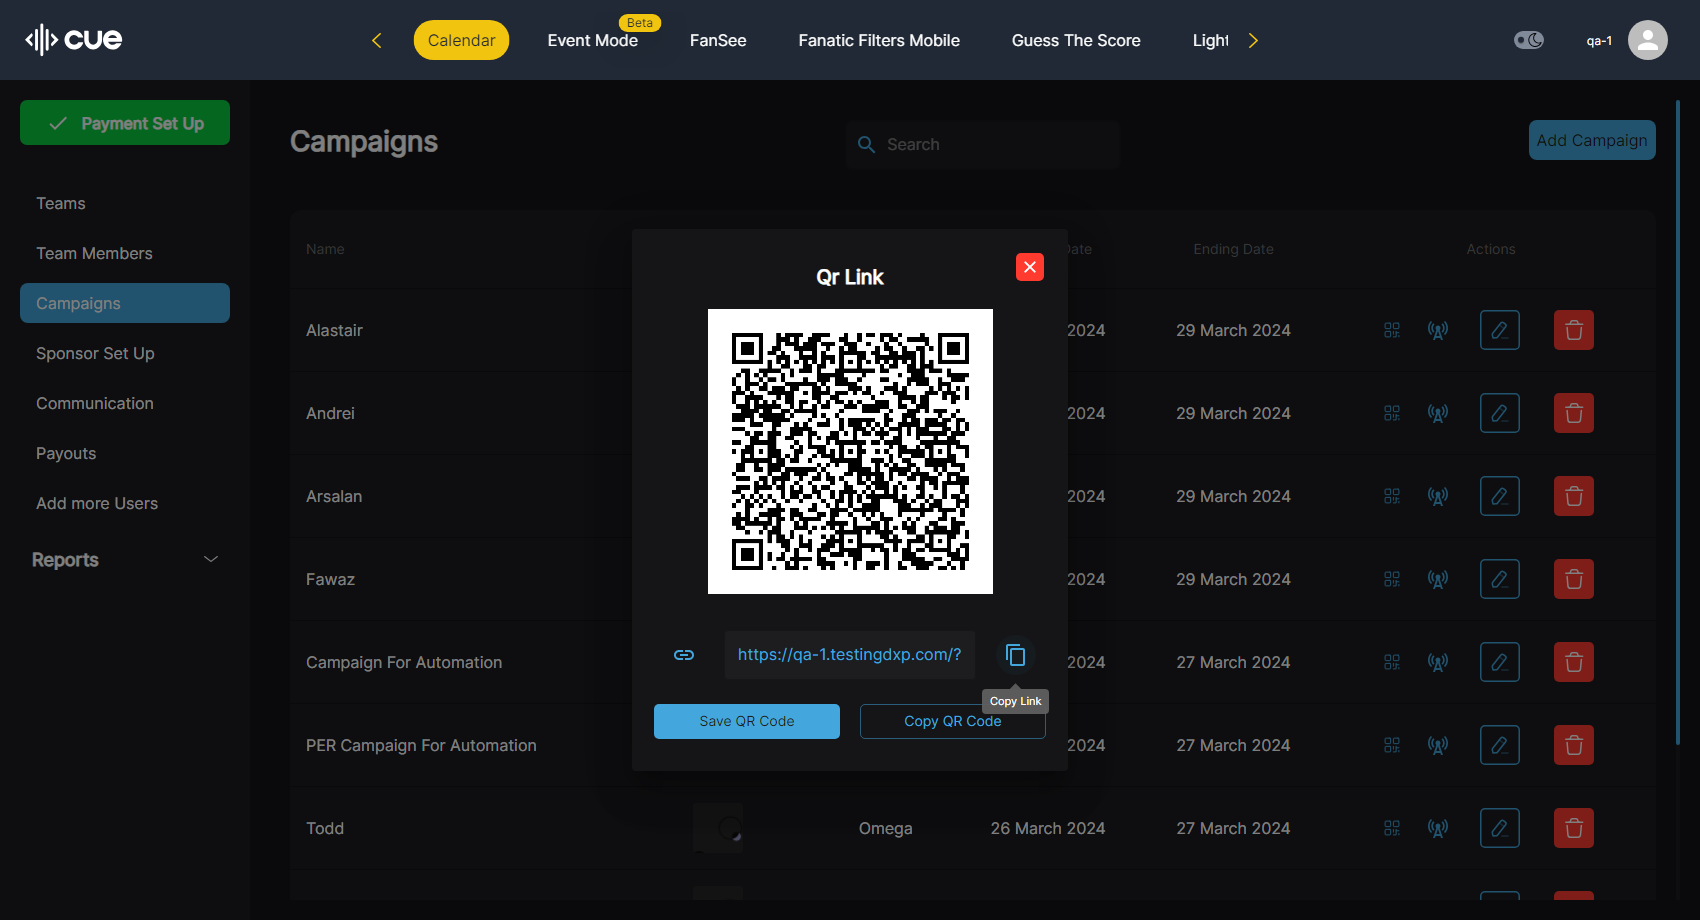 cue
Calendar
Event Mode
Beta
FanSee
Fanatic Filters Mobile
Guess The Score
Light
qa-1
Payment Set Up
Teams
Team Members
Campaigns
Sponsor Set Up
Communication
Payouts
Add more Users
Reports
Campaigns
Search
Add Campaign
Name
Date
Ending Date
Actions
Alastair
2024
29 March 2024
Andrei
2024
29 March 2024
Arsalan
2024
29 March 2024
Fawaz
2024
29 March 2024
Campaign For Automation
2024
27 March 2024
PER Campaign For Automation
2024
27 March 2024
Todd
Omega
26 March 2024
27 March 2024
Qr Link
https://qa-1.testingdxp.com/?
Copy Link
Save QR Code
Copy QR Code